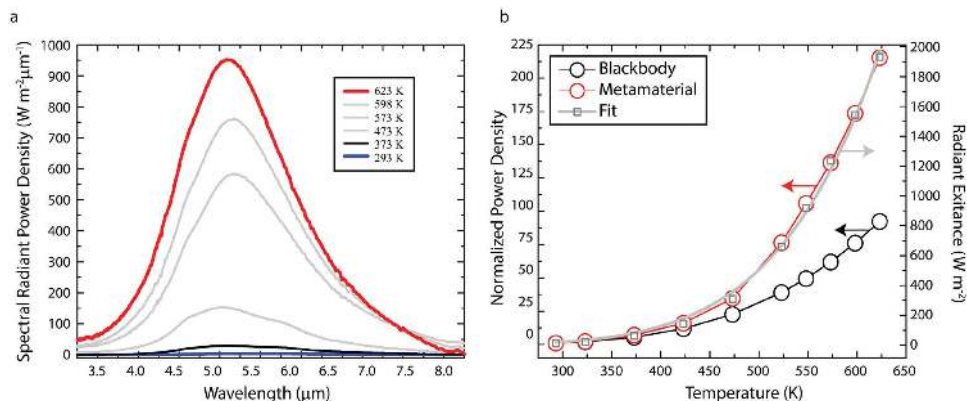 a
Spectral Radiant Power Density (W m⁻²μm⁻¹)
1000
900
800
700
600
500
400
300
200
100
0
623 K
598 K
573 K
473 K
373 K
293 K
3.5 4.0 4.5 5.0 5.5 6.0 6.5 7.0 7.5 8.0
Wavelength (μm)
b
Normalized Power Density
225
200
175
150
125
100
75
50
25
0
Blackbody
Metamaterial
Fit
2000
1800
1600
1400
1200
1000
800
600
400
200
0
Radiant Exitance
(W m⁻²)
300 350 400 450 500 550 600 650
Temperature (K)